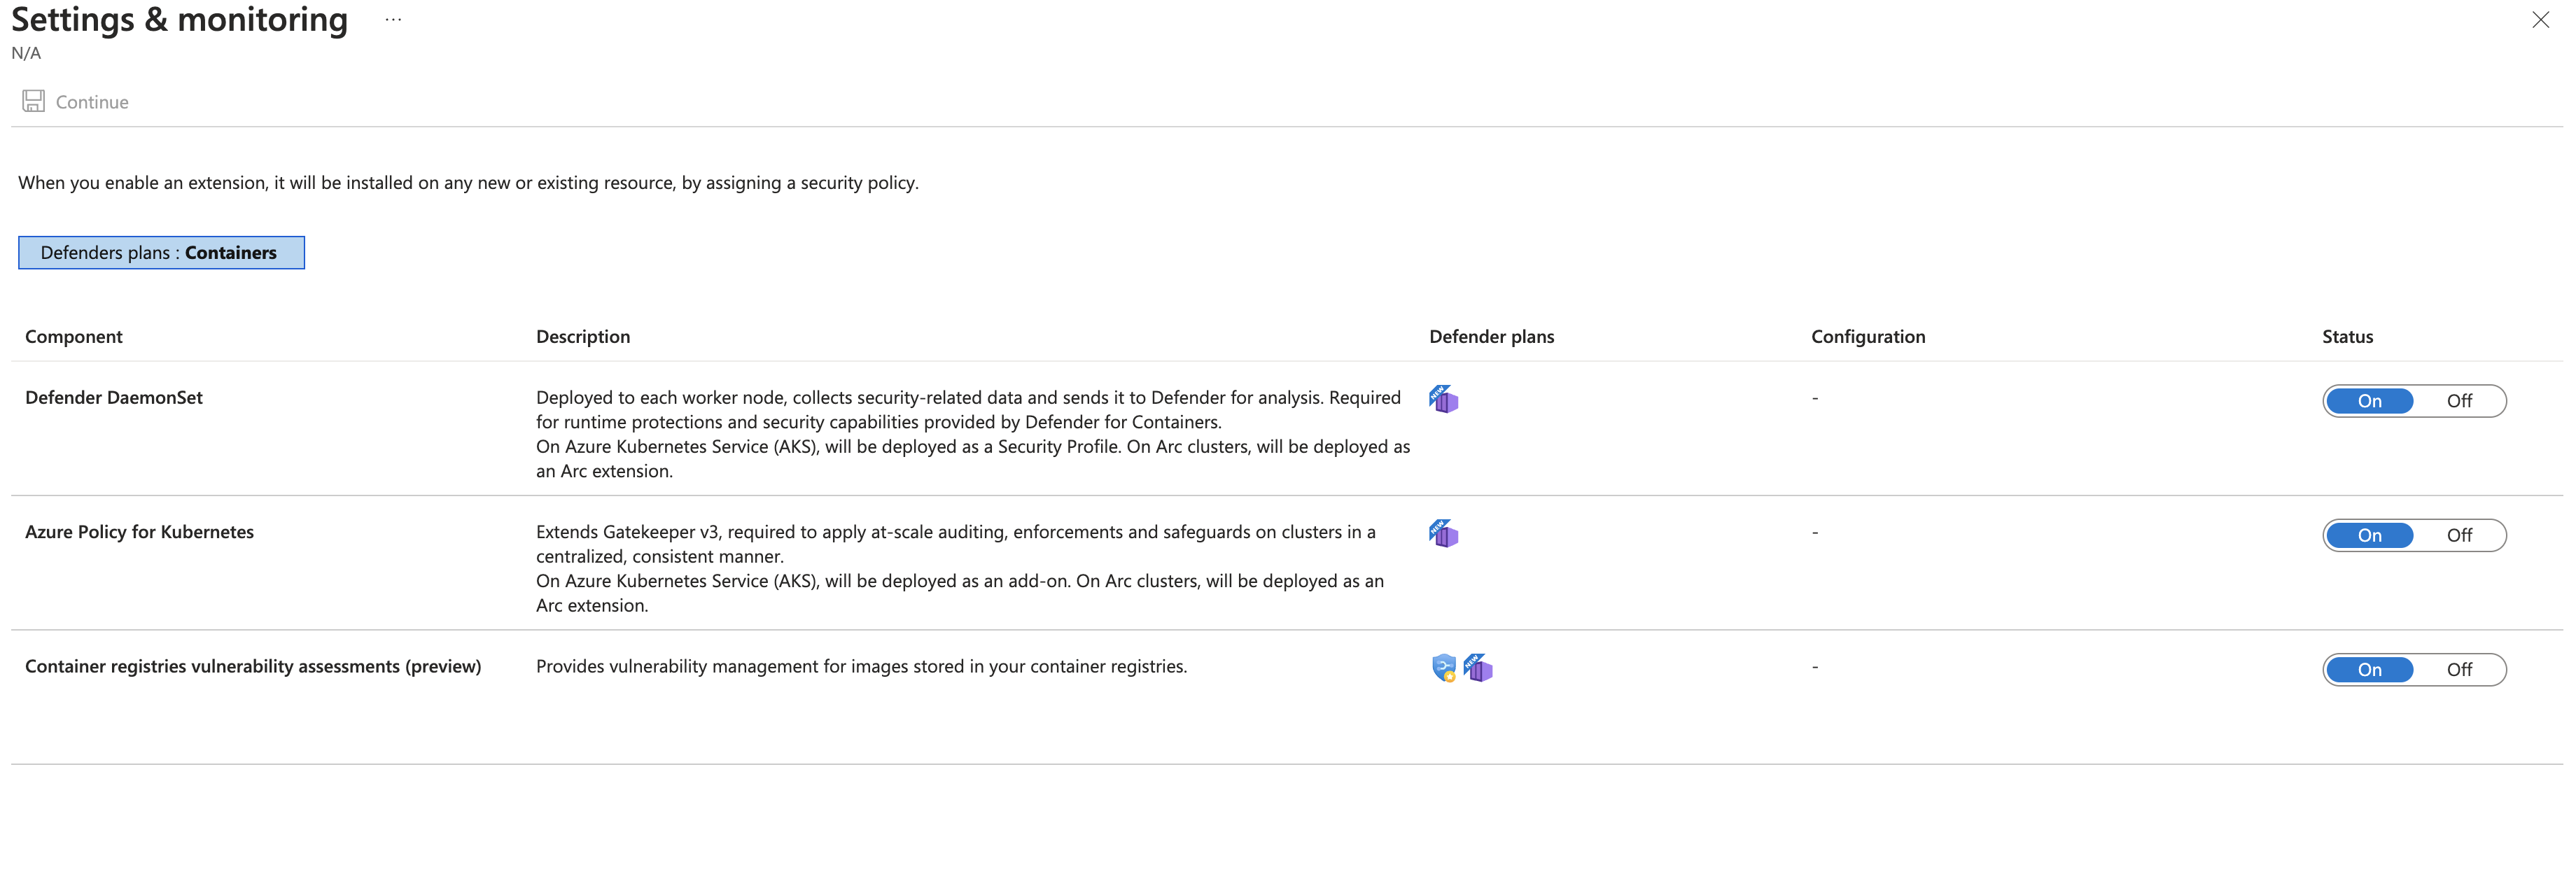 Settings & monitoring ...
N/A
Continue
When you enable an extension, it will be installed on any new or existing resource, by assigning a security policy.
Defenders plans : Containers
Component Description Defender plans Configuration Status
Defender DaemonSet
Deployed to each worker node, collects security-related data and sends it to Defender for analysis. Required
for runtime protections and security capabilities provided by Defender for Containers.
On Azure Kubernetes Service (AKS), will be deployed as a Security Profile. On Arc clusters, will be deployed as
an Arc extension.
NEW
-
On Off
Azure Policy for Kubernetes
Extends Gatekeeper v3, required to apply at-scale auditing, enforcements and safeguards on clusters in a
centralized, consistent manner.
On Azure Kubernetes Service (AKS), will be deployed as an add-on. On Arc clusters, will be deployed as an
Arc extension.
NEW
-
On Off
Container registries vulnerability assessments (preview)
Provides vulnerability management for images stored in your container registries.
NEW
-
On Off